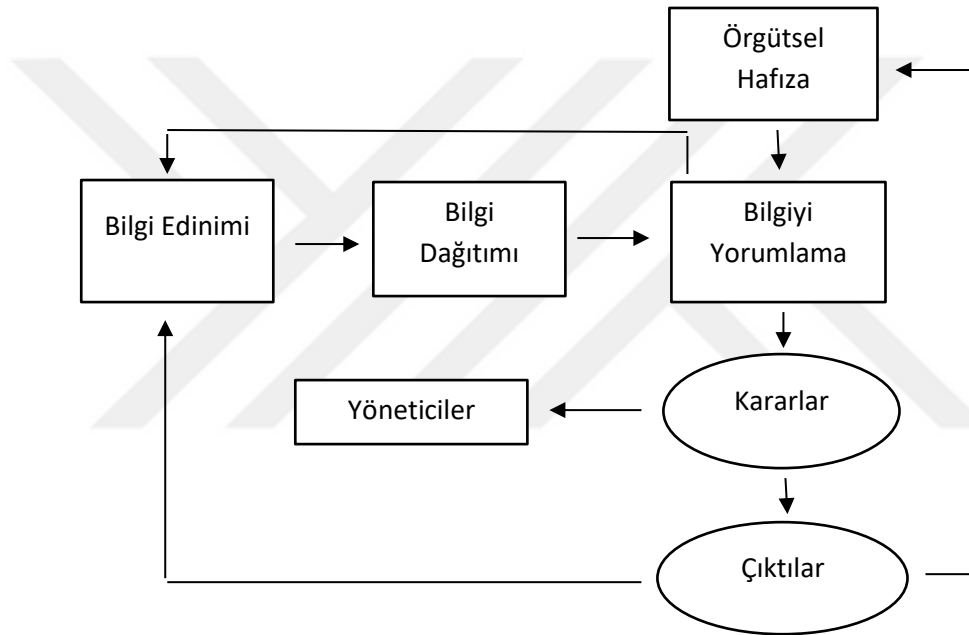 Örgütsel
Hafıza
Bilgi Edinimi
Bilgi
Dağıtımı
Bilgiyi
Yorumlama
Yöneticiler
Kararlar
Çıktılar